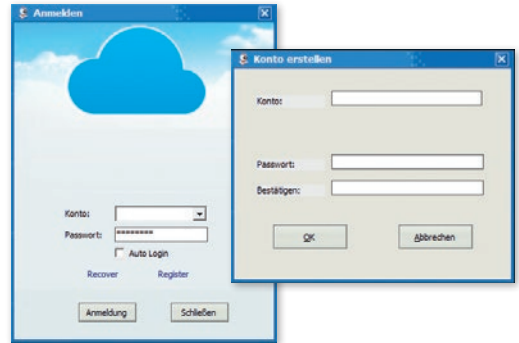 Anmelden
Konto:
Passwort: ********
Auto Login
Recover Register
Anmeldung Schließen
Konto erstellen
Konto:
Passwort:
Bestätigen:
OK Abbrechen